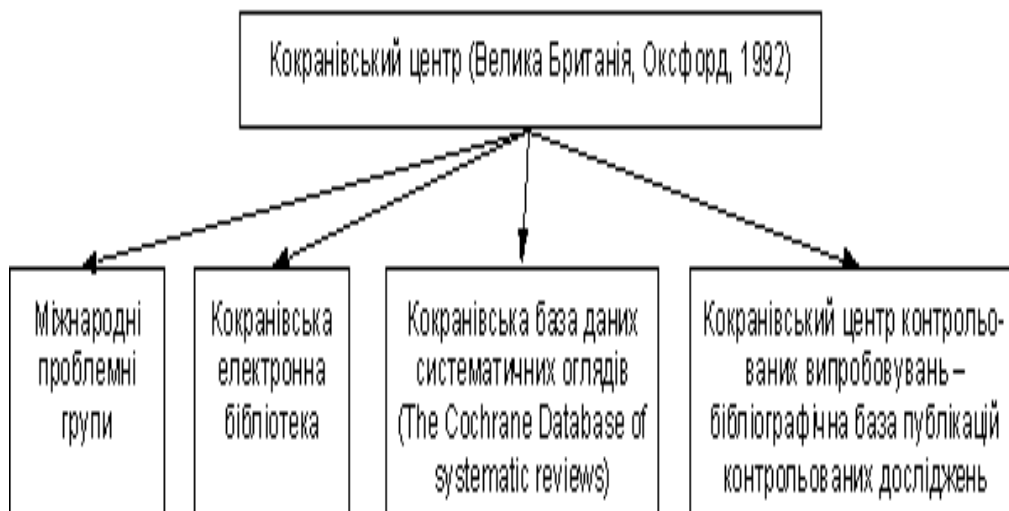 Кокранівський центр (Велика Британія, Оксфорд, 1992)
Міжнародні
проблемні
групи
Кокранівська
електронна
бібліотека
Кокранівська база даних
систематичних оглядів
(The Cochrane Database of
systematic reviews)
Кокранівський центр контрольо-
ваних випробовувань –
бібліографічна база публікацій
контрольованих досліджень